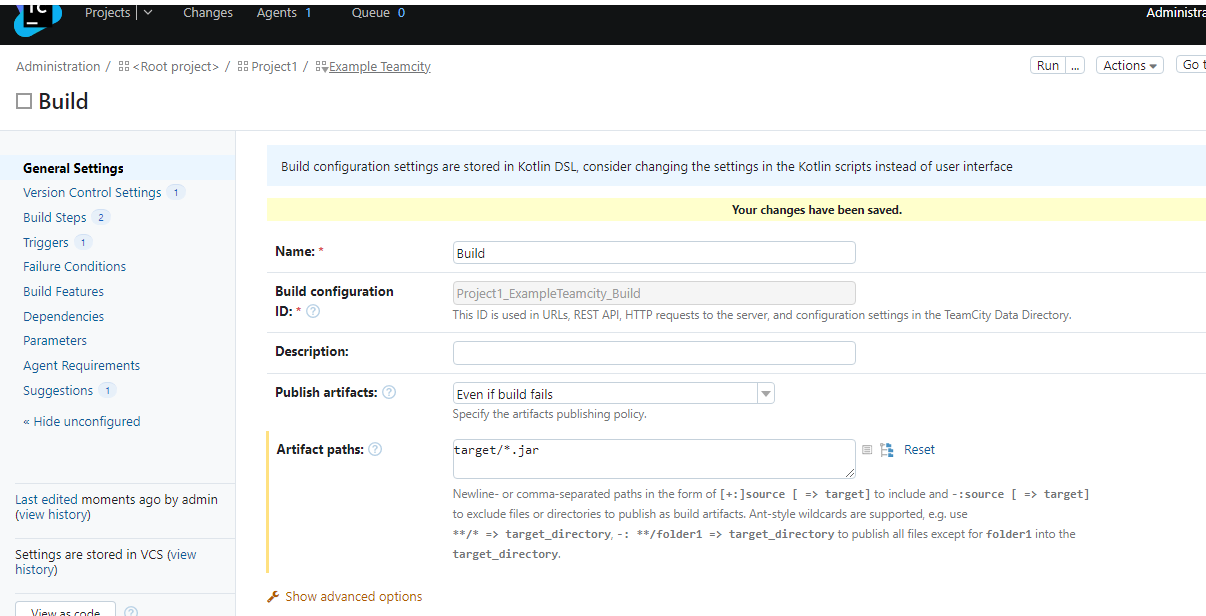 TC
Projects Changes Agents 1 Queue 0 Administra
Administration / <Root project> / Project1 / Example Teamcity Run ... Actions Go t
Build
General Settings
Version Control Settings 1
Build Steps 2
Triggers 1
Failure Conditions
Build Features
Dependencies
Parameters
Agent Requirements
Suggestions 1
« Hide unconfigured
Last edited moments ago by admin
(view history)
Settings are stored in VCS (view
history)
View as code ?
Build configuration settings are stored in Kotlin DSL, consider changing the settings in the Kotlin scripts instead of user interface
Your changes have been saved.
Name: * Build
Build configuration
ID: * ? Project1_ExampleTeamcity_Build
This ID is used in URLs, REST API, HTTP requests to the server, and configuration settings in the TeamCity Data Directory.
Description:
Publish artifacts: ? Even if build fails
Specify the artifacts publishing policy.
Artifact paths: ? target/*.jar Reset
Newline- or comma-separated paths in the form of [+:]source [ => target] to include and -:source [ => target]
to exclude files or directories to publish as build artifacts. Ant-style wildcards are supported, e.g. use
**/* => target_directory, -: **/folder1 => target_directory to publish all files except for folder1 into the
target_directory.
Show advanced options